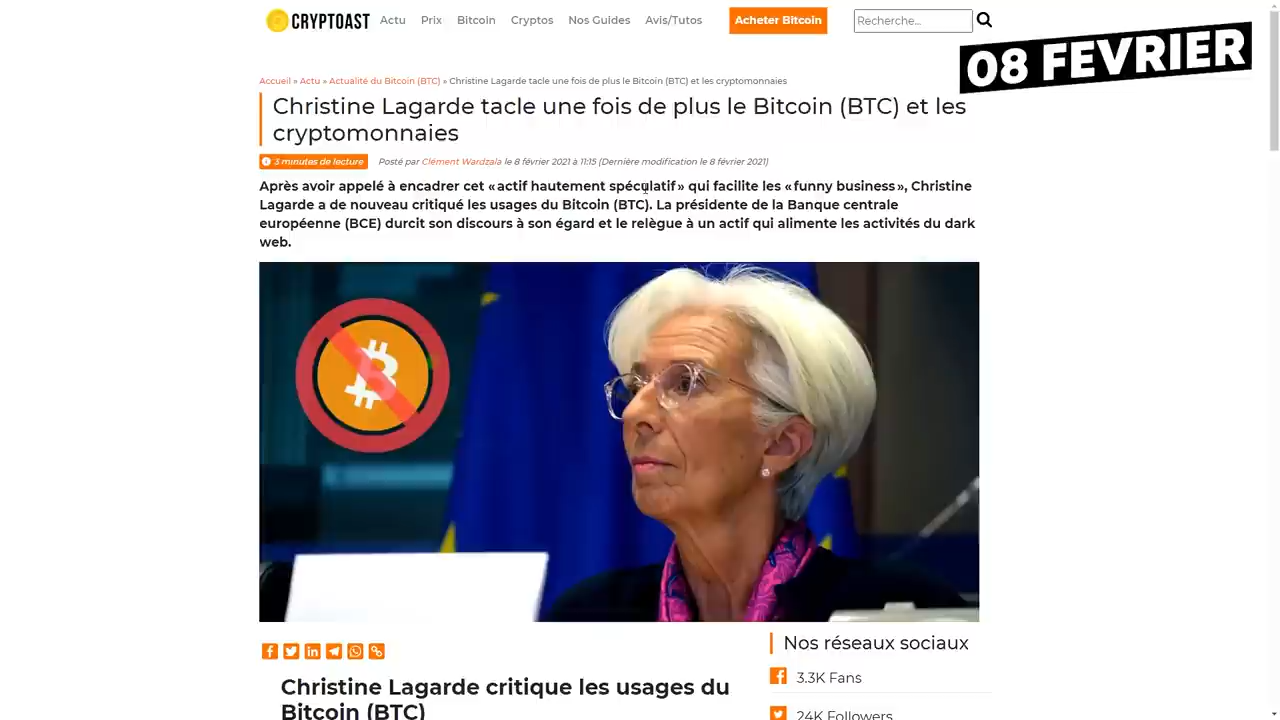 CRYPTOAST
Actu Prix Bitcoin Cryptos Nos Guides Avis/Tutos Acheter Bitcoin Recherche...
08 FEVRIER
Accueil » Actu » Actualité du Bitcoin (BTC) » Christine Lagarde tacle une fois de plus le Bitcoin (BTC) et les cryptomonnaies
Christine Lagarde tacle une fois de plus le Bitcoin (BTC) et les
cryptomonnaies
3 minutes de lecture Posté par Clément Wardzala le 8 février 2021 à 11:15 (Dernière modification le 8 février 2021)
Après avoir appelé à encadrer cet « actif hautement spéculatif » qui facilite les « funny business », Christine
Lagarde a de nouveau critiqué les usages du Bitcoin (BTC). La présidente de la Banque centrale
européenne (BCE) durcit son discours à son égard et le relègue à un actif qui alimente les activités du dark
web.
Nos réseaux sociaux
3.3K Fans
24K Followers
Christine Lagarde critique les usages du
Bitcoin (BTC)